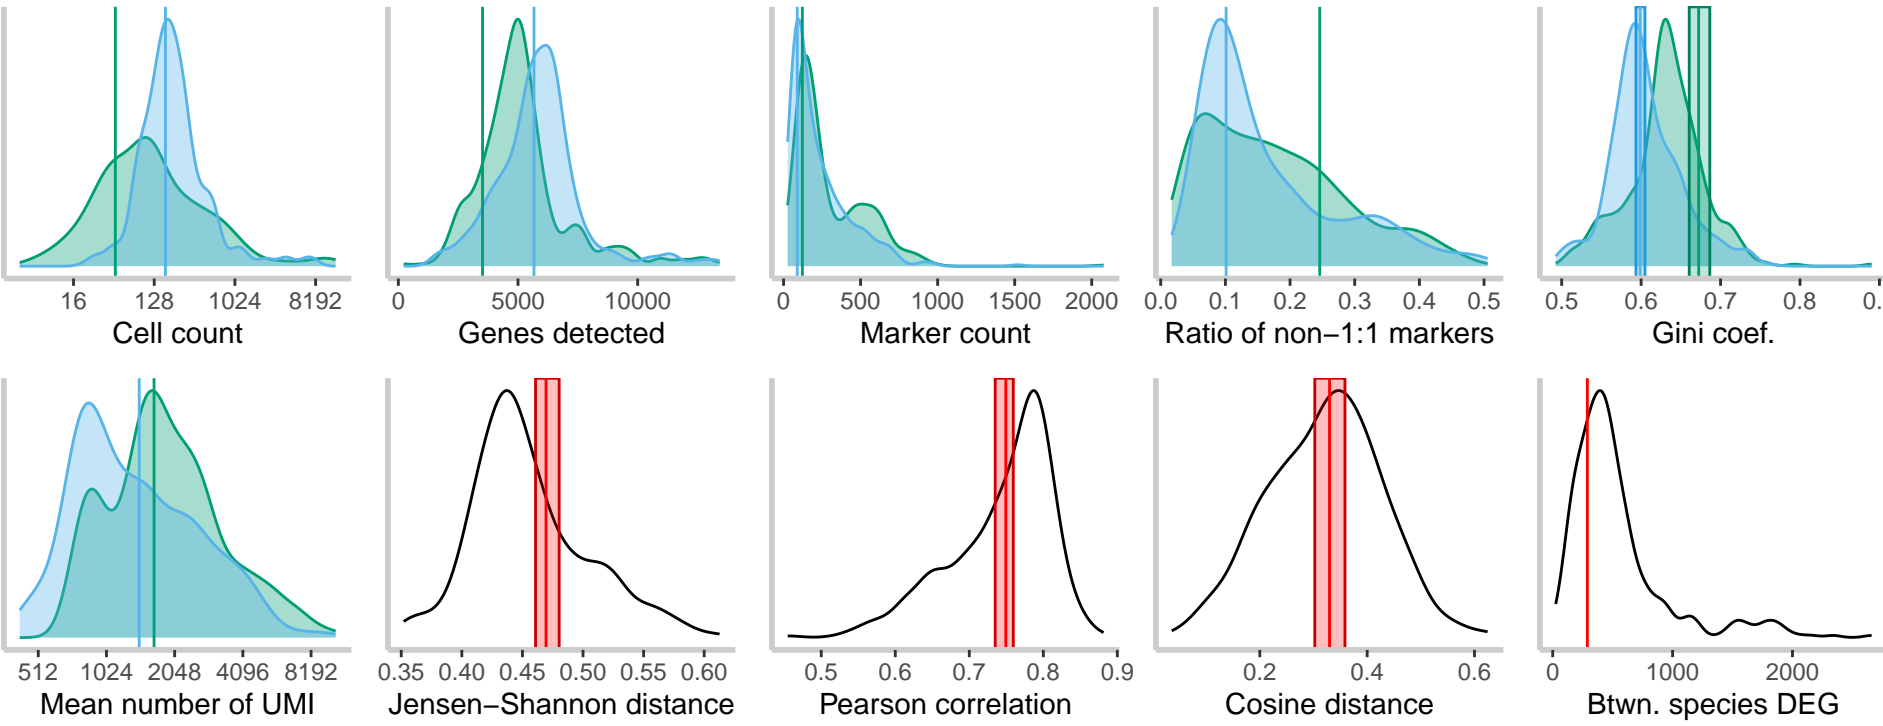 16 128 1024 8192
Cell count
0 5000 10000
Genes detected
0 500 1000 1500 2000
Marker count
0.0 0.1 0.2 0.3 0.4 0.5
Ratio of non−1:1 markers
0.5 0.6 0.7 0.8 0.
Gini coef.
512 1024 2048 4096 8192
Mean number of UMI
0.35 0.40 0.45 0.50 0.55 0.60
Jensen−Shannon distance
0.5 0.6 0.7 0.8 0.9
Pearson correlation
0.2 0.4 0.6
Cosine distance
0 1000 2000
Btwn. species DEG